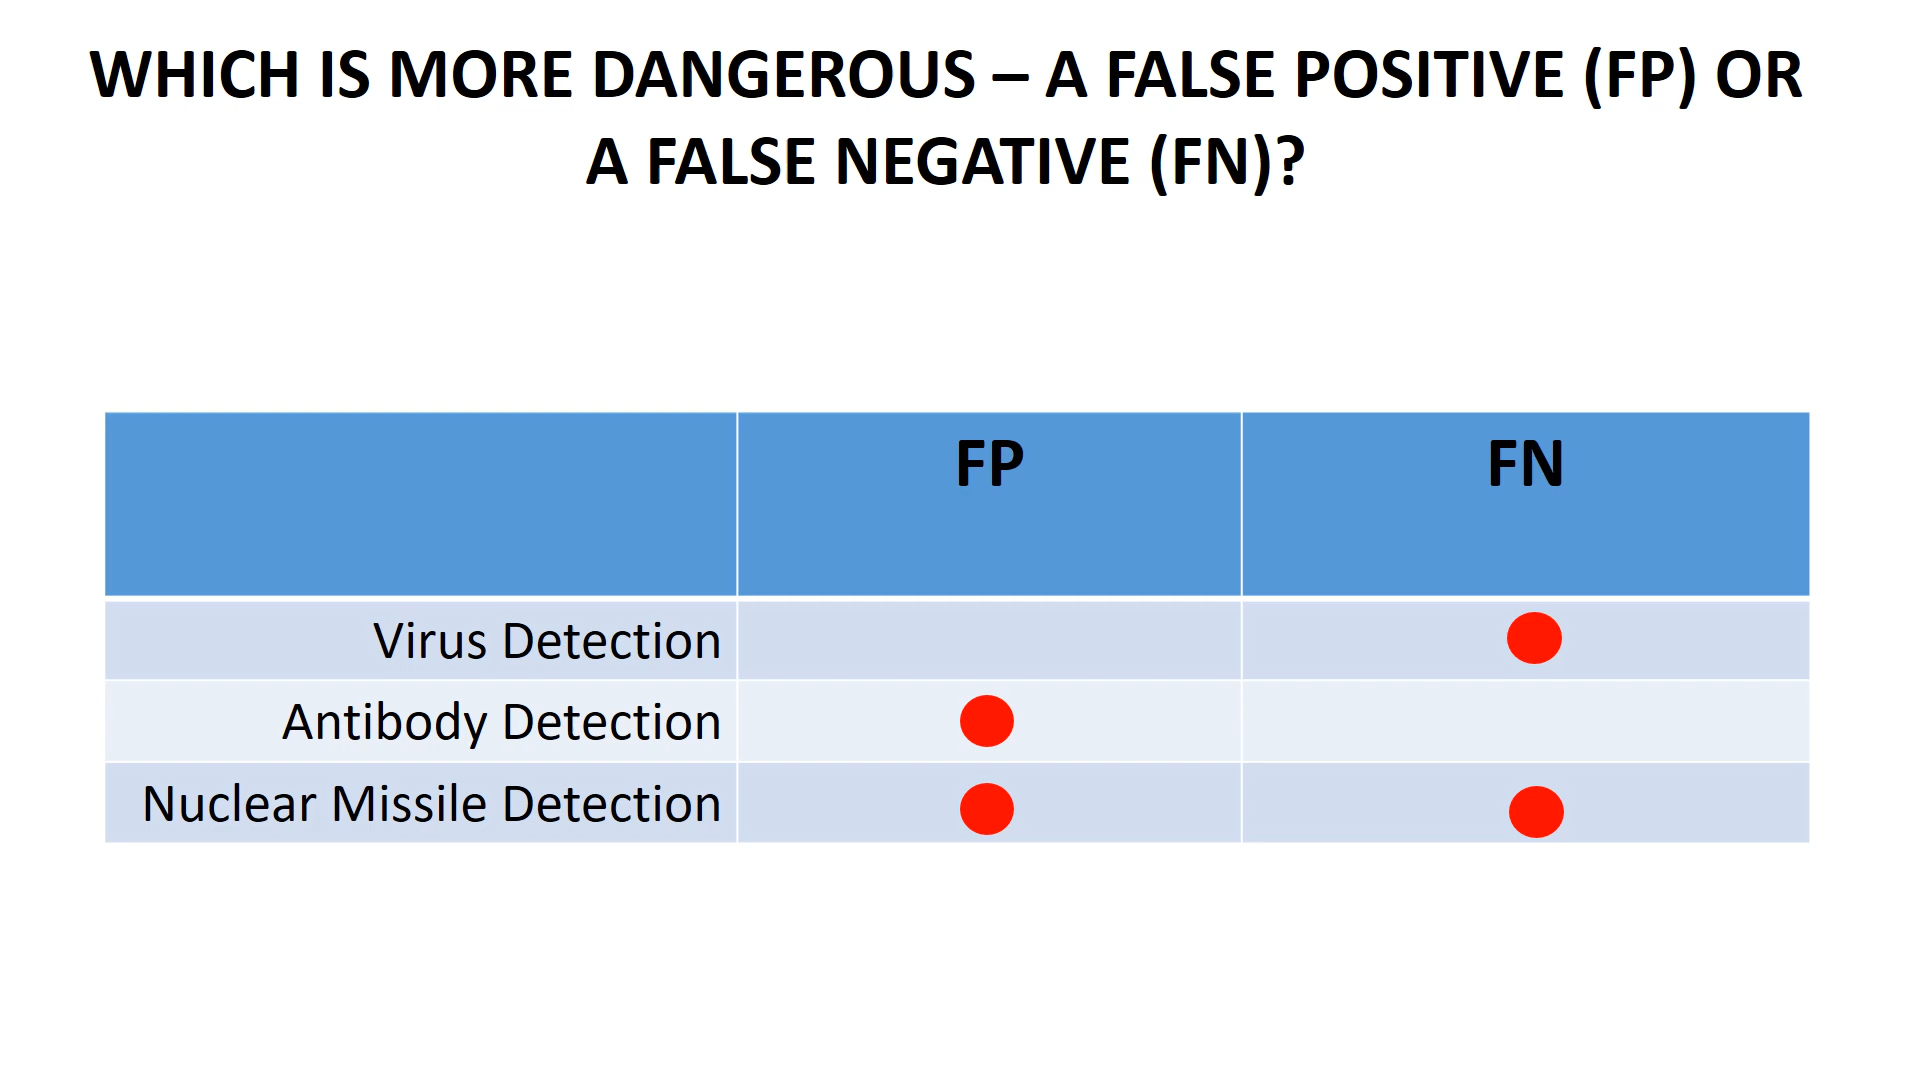 WHICH IS MORE DANGEROUS – A FALSE POSITIVE (FP) OR
A FALSE NEGATIVE (FN)?
FP FN
Virus Detection
Antibody Detection
Nuclear Missile Detection